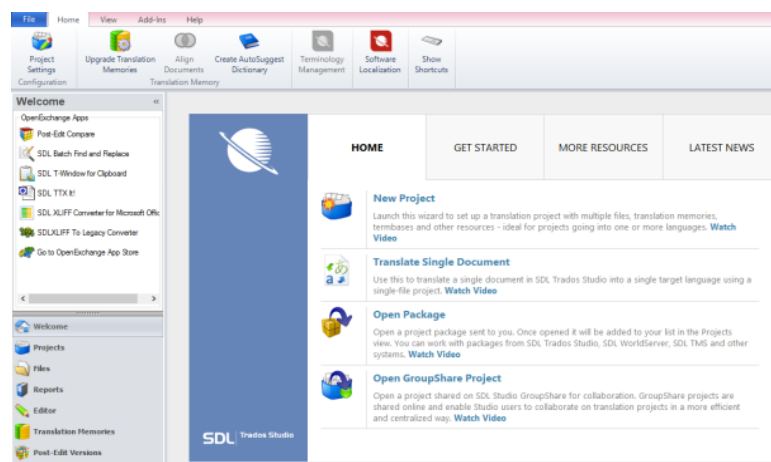 File Home View Add-Ins Help
Project Settings
Upgrade Translation Memories
Align Documents
Create AutoSuggest Dictionary
Terminology Management
Software Localization
Show Shortcuts
Configuration
Translation Memory
Welcome «
OpenExchange Apps
Post-Edit Compare
SDL Batch Find and Replace
SDL T-Window for Clipboard
SDL TTX It!
SDL XLIFF Converter for Microsoft Offic
SDLXLIFF To Legacy Converter
Go to OpenExchange App Store
Welcome
Projects
Files
Reports
Editor
Translation Memories
Post-Edit Versions
SDL Trados Studio
HOME GET STARTED MORE RESOURCES LATEST NEWS
New Project
Launch this wizard to set up a translation project with multiple files, translation memories,
termbases and other resources - ideal for projects going into one or more languages. Watch
Video
Translate Single Document
Use this to translate a single document in SDL Trados Studio into a single target language using a
single-file project. Watch Video
Open Package
Open a project package sent to you. Once opened it will be added to your list in the Projects
view. You can work with packages from SDL Trados Studio, SDL WorldServer, SDL TMS and other
systems. Watch Video
Open GroupShare Project
Open a project shared on SDL Studio GroupShare for collaboration. GroupShare projects are
shared online and enable Studio users to collaborate on translation projects in a more efficient
and centralized way. Watch Video